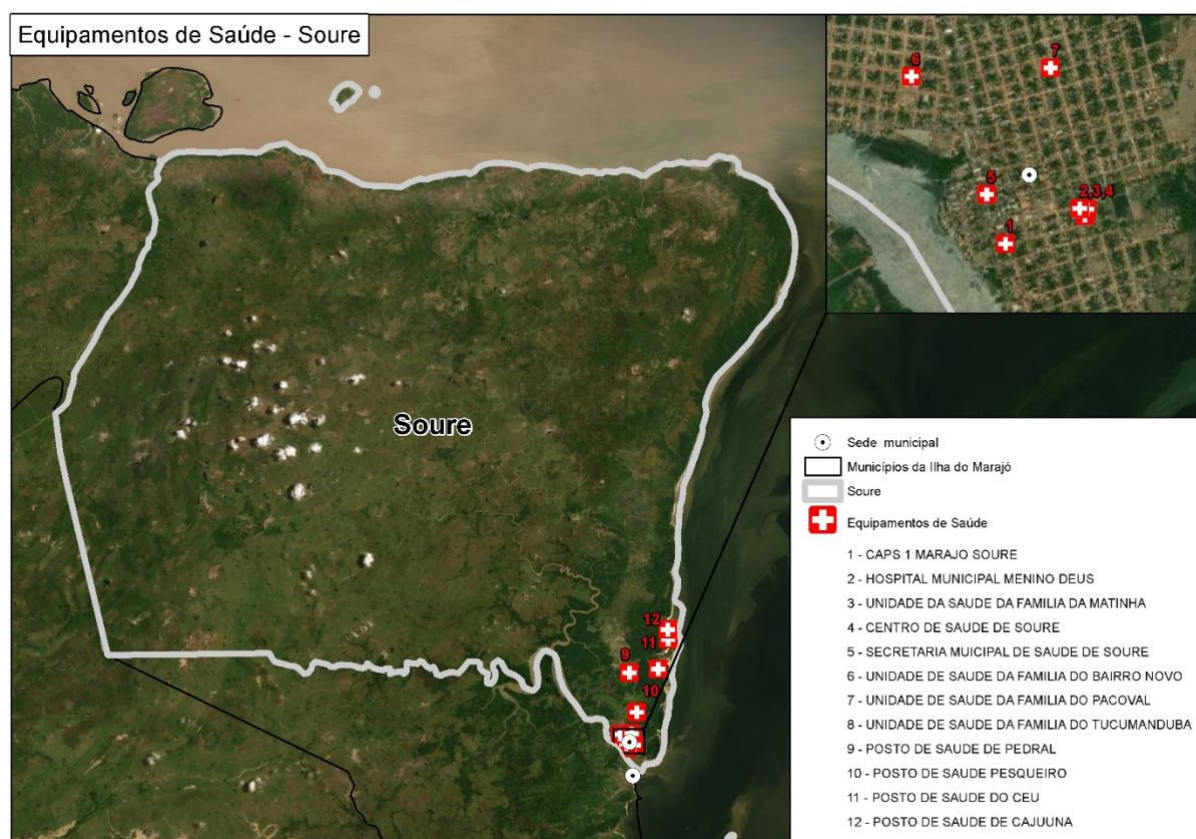 Equipamentos de Saúde - Soure
6
7
5
2,3,4
1
Soure
12
11
9
10
Sede municipal
Municípios da Ilha do Marajó
Soure
Equipamentos de Saúde
1 - CAPS 1 MARAJO SOURE
2 - HOSPITAL MUNICIPAL MENINO DEUS
3 - UNIDADE DA SAUDE DA FAMILIA DA MATINHA
4 - CENTRO DE SAUDE DE SOURE
5 - SECRETARIA MUICIPAL DE SAUDE DE SOURE
6 - UNIDADE DE SAUDE DA FAMILIA DO BAIRRO NOVO
7 - UNIDADE DE SAUDE DA FAMILIA DO PACOVAL
8 - UNIDADE DE SAUDE DA FAMILIA DO TUCUMANDUBA
9 - POSTO DE SAUDE DE PEDRAL
10 - POSTO DE SAUDE PESQUEIRO
11 - POSTO DE SAUDE DO CEU
12 - POSTO DE SAUDE DE CAJUUNA